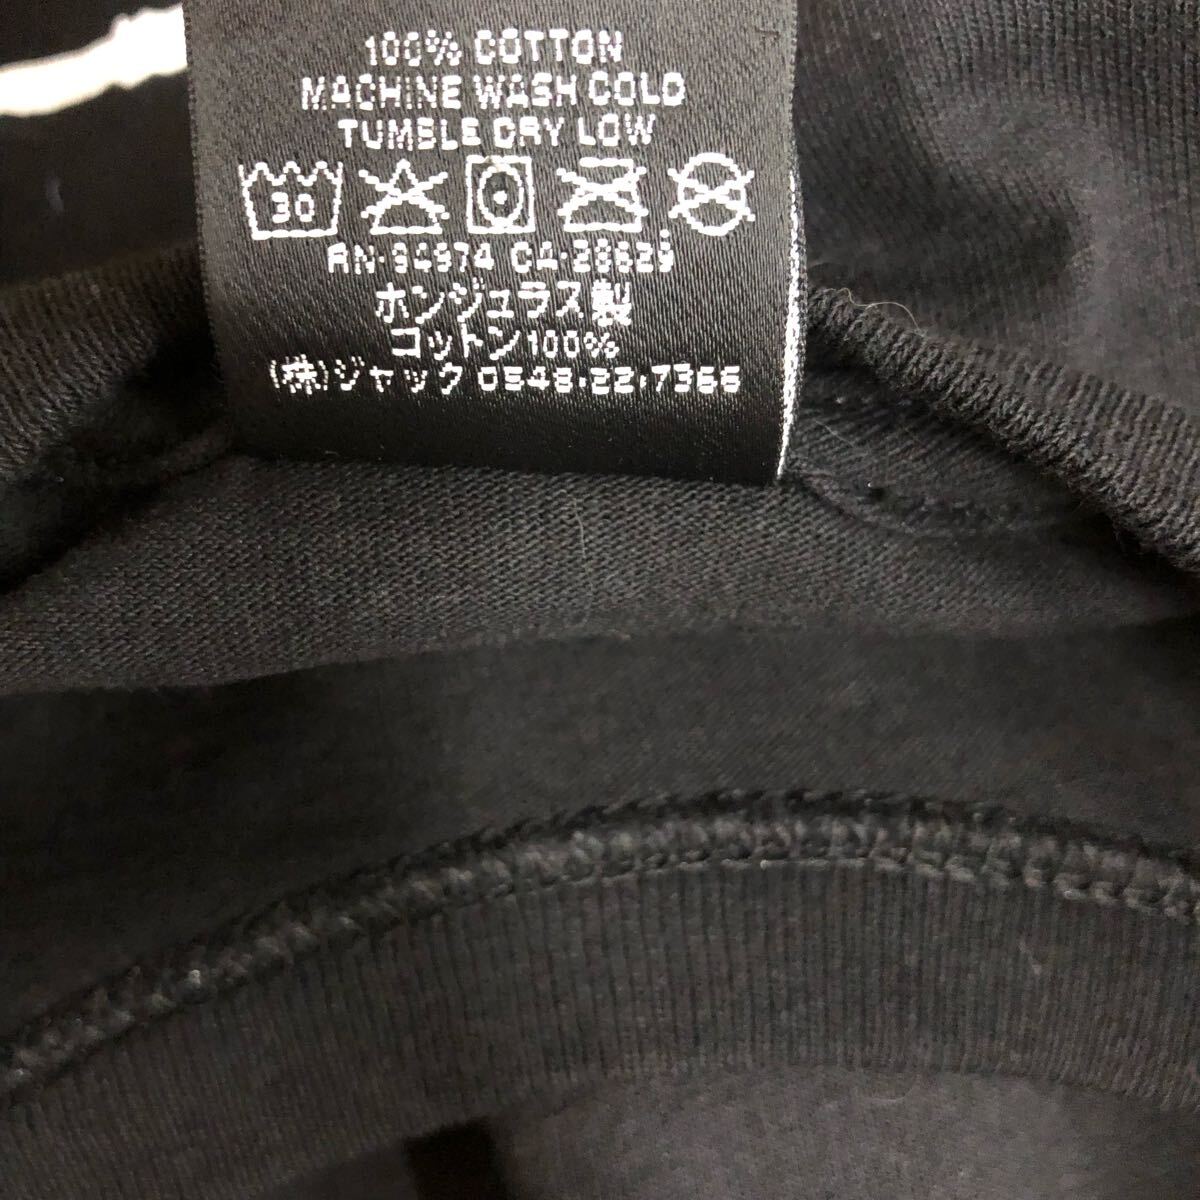 100% COTTON
MACHINE WASH COLD
TUMBLE DRY LOW
30
RN-94974 CA-28629
ホンジュラス製
コットン100%
(株)ジャック 0548-22-7366